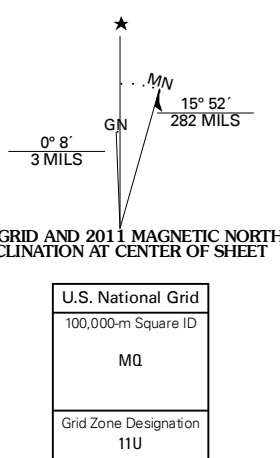 ★
MN
GN
15° 52´
282 MILS
0° 8´
3 MILS
GRID AND 2011 MAGNETIC NORTH
CLINATION AT CENTER OF SHEET
U.S. National Grid
100,000-m Square ID
MQ
Grid Zone Designation
11U